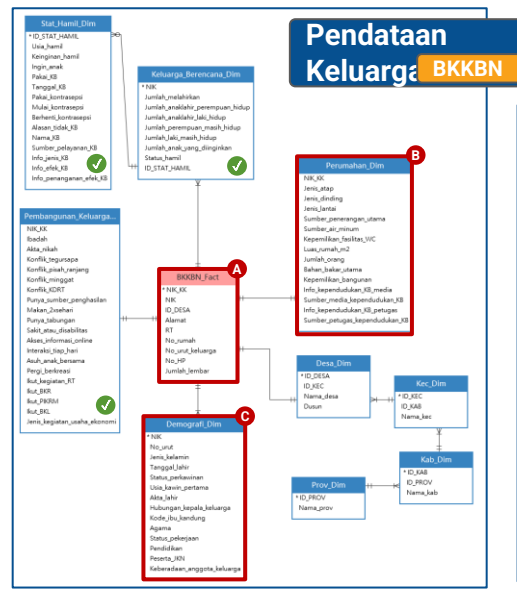 Pendataan
Keluarga
BKKBN
Stat_Hamil_Dim
* ID_STAT_HAMIL
Usia_hamil
Keinginan_hamil
Ingin_anak
Pakai_KB
Tanggal_KB
Pakai_kontrasepsi
Mulai_kontrasepsi
Berhenti_kontrasepsi
Alasan_tidak_KB
Nama_KB
Sumber_pelayanan_KB
Info_jenis_KB
Info_efek_KB
Info_penanganan_efek_KB
Keluarga_Berencana_Dim
* NIK
Jumlah_melahirkan
Jumlah_anaklahir_perempuan_hidup
Jumlah_anaklahir_laki_hidup
Jumlah_perempuan_masih_hidup
Jumlah_laki_masih_hidup
Jumlah_anak_yang_diinginkan
Status_hamil
ID_STAT_HAMIL
B
Perumahan_Dim
NIK_KK
Jenis_atap
Jenis_dinding
Jenis_lantai
Sumber_penerangan_utama
Sumber_air_minum
Kepemilikan_fasilitas_WC
Luas_rumah_m2
Jumlah_orang
Bahan_bakar_utama
Kepemilikan_bangunan
Info_kependudukan_KB_media
Sumber_media_kependudukan_KB
Info_kependudukan_KB_petugas
Sumber_petugas_kependudukan_KB
Pembangunan_Keluarga...
NIK_KK
Ibadah
Akta_nikah
Konflik_tegursapa
Konflik_pisah_ranjang
Konflik_minggat
Konflik_KDRT
Punya_sumber_penghasilan
Makan_2xsehari
Punya_tabungan
Sakit_atau_disabilitas
Akses_informasi_online
Interaksi_tiap_hari
Asuh_anak_bersama
Pergi_berkreasi
Ikut_kegiatan_RT
Ikut_BKR
Ikut_PIKRM
Ikut_BKL
Jenis_kegiatan_usaha_ekonomi
A
BKKBN_Fact
* NIK_KK
NIK
ID_DESA
Alamat
RT
No_rumah
No_urut_keluarga
No_HP
Jumlah_lembar
C
Demografi_Dim
* NIK
No_urut
Jenis_kelamin
Tanggal_lahir
Status_perkawinan
Usia_kawin_pertama
Akta_lahir
Hubungan_kepala_keluarga
Kode_ibu_kandung
Agama
Status_pekerjaan
Pendidikan
Peserta_JKN
Keberadaan_anggota_keluarga
Desa_Dim
* ID_DESA
ID_KEC
Nama_desa
Dusun
Kec_Dim
* ID_KEC
ID_KAB
Nama_kec
Kab_Dim
* ID_KAB
ID_PROV
Nama_kab
Prov_Dim
* ID_PROV
Nama_prov